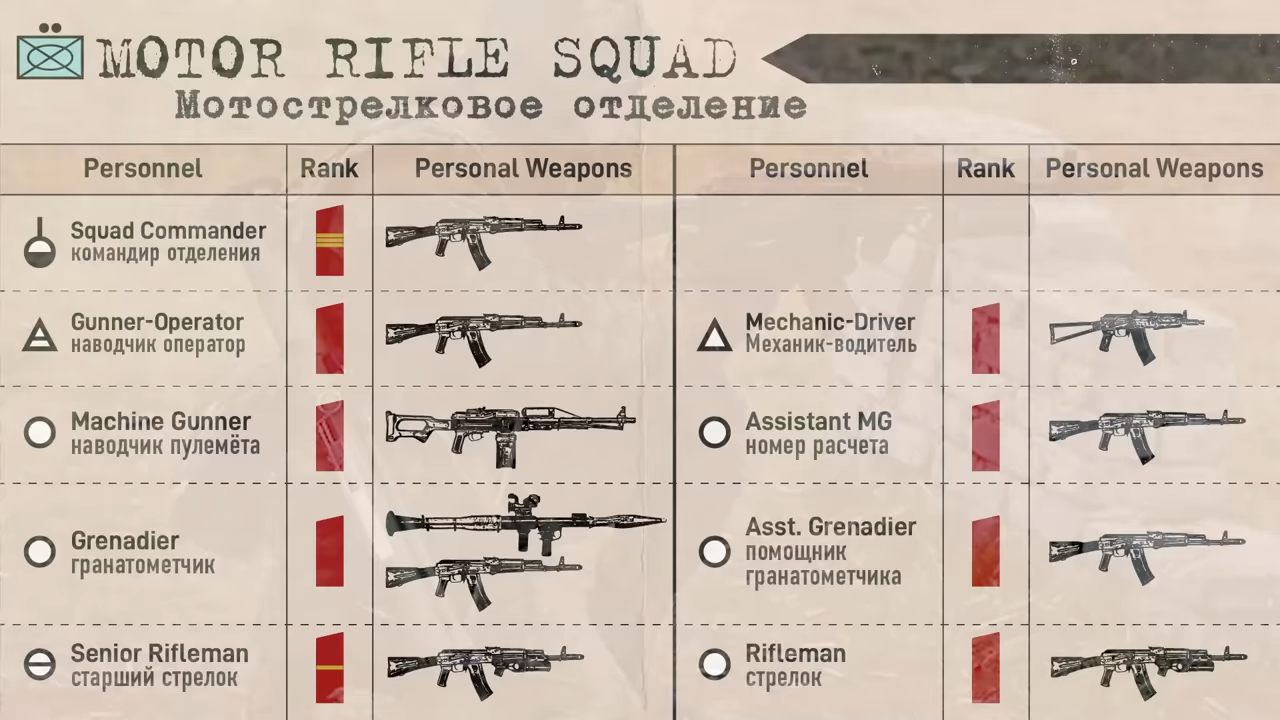 MOTOR RIFLE SQUAD
Мотострелковое отделение
Personnel Rank Personal Weapons Personnel Rank Personal Weapons
Squad Commander
командир отделения
Gunner-Operator
наводчик оператор
Mechanic-Driver
Механик-водитель
Machine Gunner
наводчик пулемёта
Assistant MG
номер расчета
Grenadier
гранатометчик
Asst. Grenadier
помощник
гранатометчика
Senior Rifleman
старший стрелок
Rifleman
стрелок